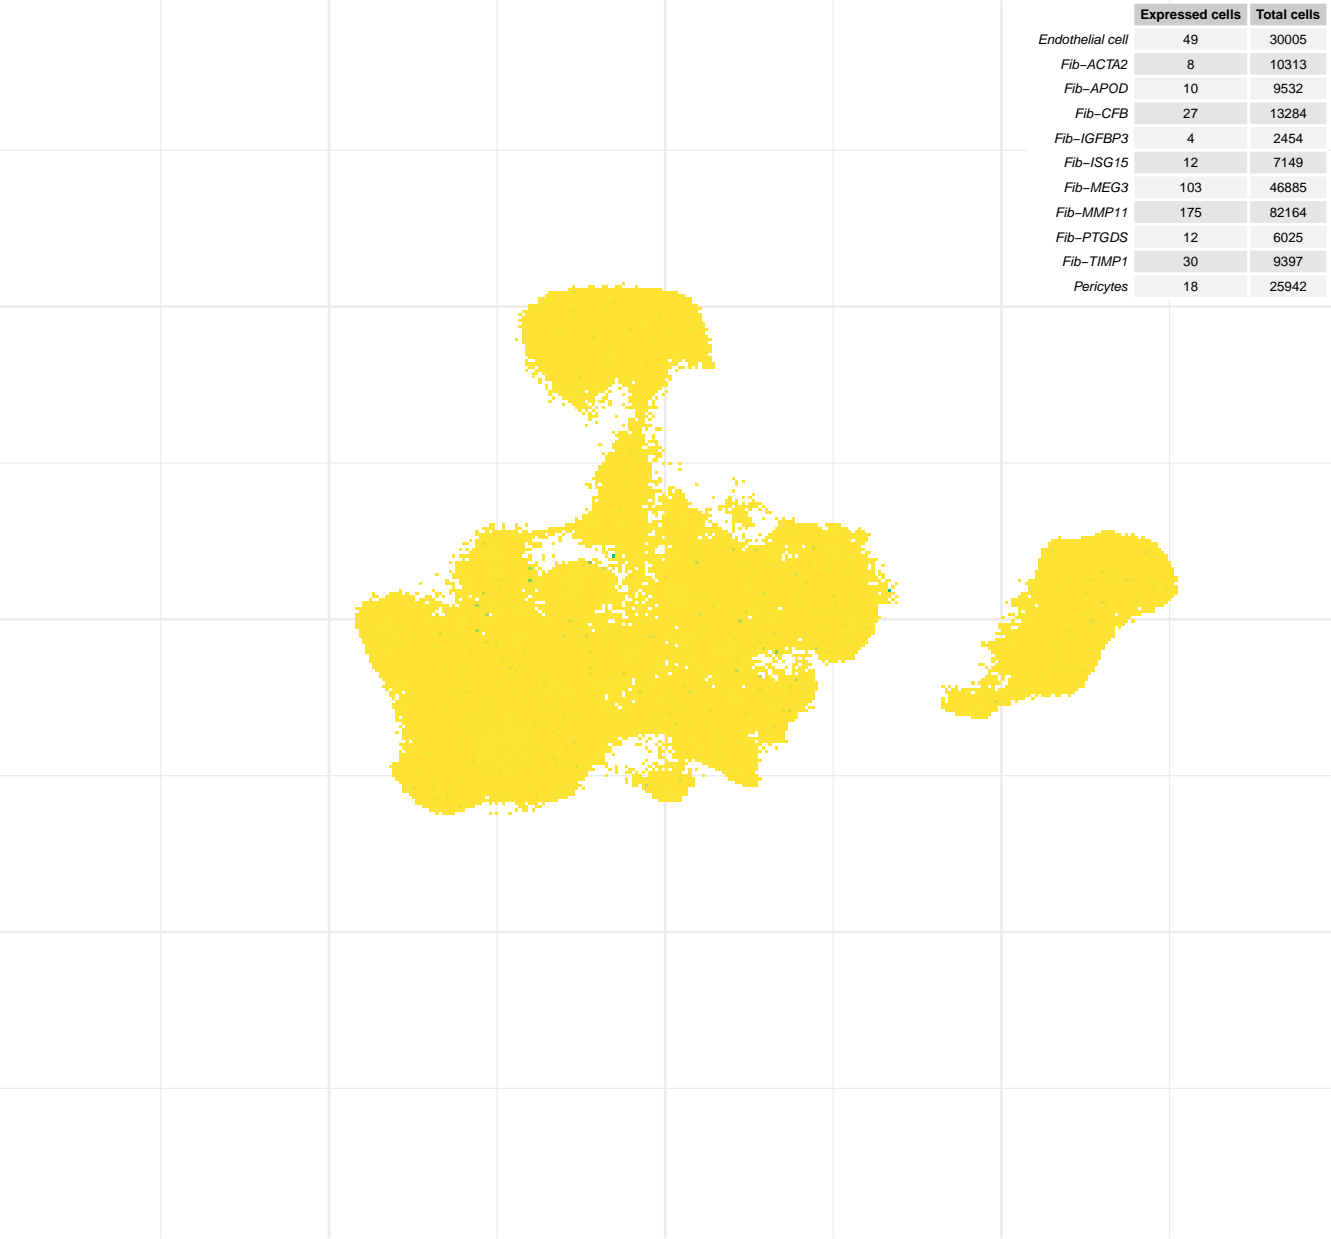 Expressed cells Total cells
Endothelial cell 49 30005
Fib−ACTA2 8 10313
Fib−APOD 10 9532
Fib−CFB 27 13284
Fib−IGFBP3 4 2454
Fib−ISG15 12 7149
Fib−MEG3 103 46885
Fib−MMP11 175 82164
Fib−PTGDS 12 6025
Fib−TIMP1 30 9397
Pericytes 18 25942